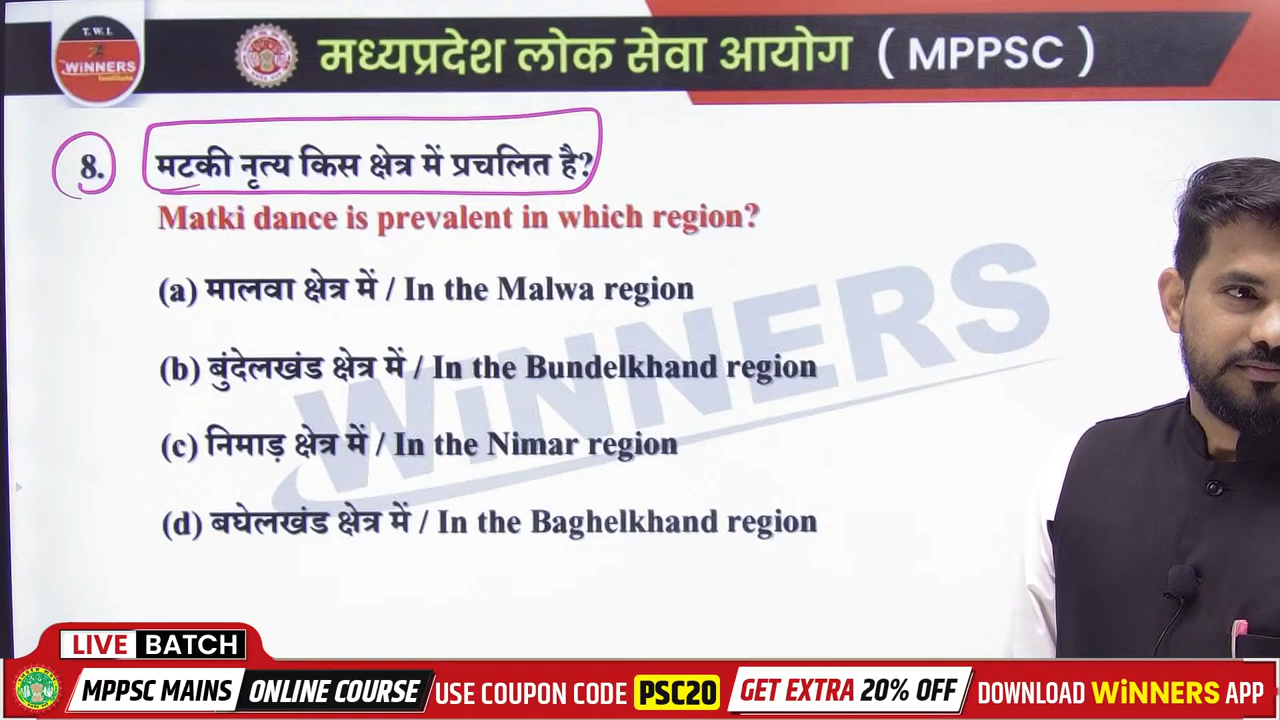 T. W. I.
WiNNERS
Institute
मध्यप्रदेश लोक सेवा आयोग ( MPPSC )
8. मटकी नृत्य किस क्षेत्र में प्रचलित है?
Matki dance is prevalent in which region?
(a) मालवा क्षेत्र में / In the Malwa region
(b) बुंदेलखंड क्षेत्र में / In the Bundelkhand region
(c) निमाड़ क्षेत्र में / In the Nimar region
(d) बघेलखंड क्षेत्र में / In the Baghelkhand region
WiNNERS
LIVE BATCH
MPPSC MAINS ONLINE COURSE USE COUPON CODE PSC20 GET EXTRA 20% OFF DOWNLOAD WiNNERS APP